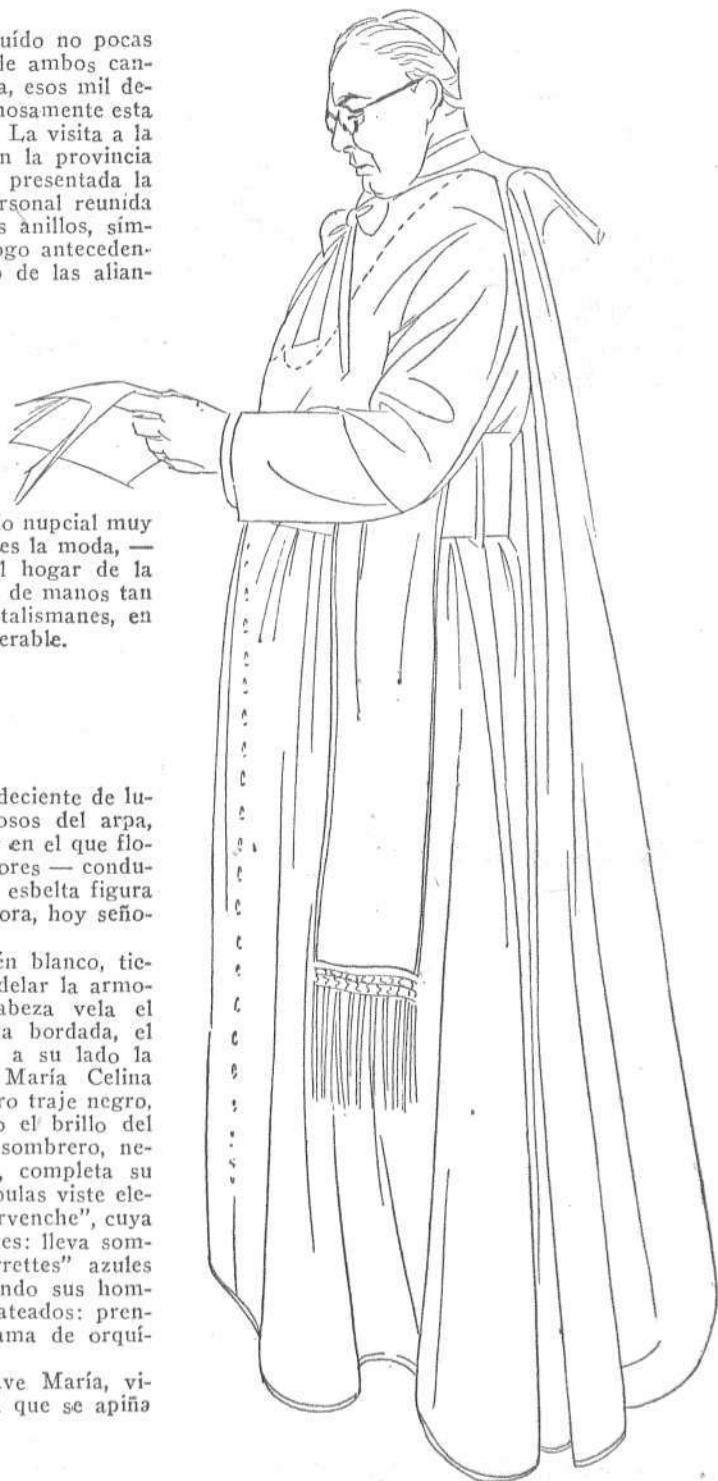 uído no pocas
le ambos can-
a, esos mil de-
nosamente esta
La visita a la
n la provincia
presentada la
rsonal reunida
s anillos, sím-
ogo anteceden-
o de las alian-
o nupcial muy
es la moda, —
l hogar de la
de manos tan
talismanes, en
erable.
deciente de lu-
osos del arpa,
en el que flo-
ores — condu-
esbelta figura
ora, hoy seño-
én blanco, tie-
delar la armo-
abeza vela el
a bordada, el
a su lado la
María Celina
ro traje negro,
o el brillo del
sombrero, ne-
, completa su
pulas viste ele-
rvenche", cuya
es: lleva som-
rrettes" azules
ndo sus hom-
ateados: pren-
ama de orquí-
ve María, vi-
que se apiña